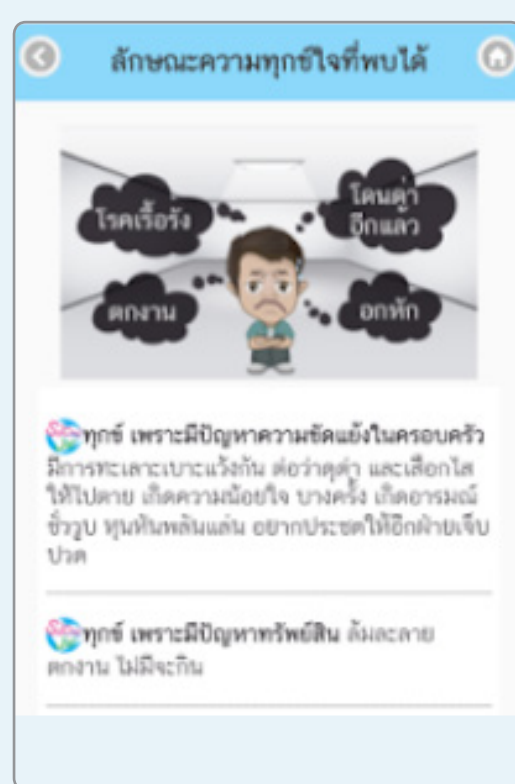 ลักษณะความทุกข์ใจที่พบได้
โรคเรื้อรัง
โดนด่า
อีกแล้ว
ตกงาน
อกหัก
ทุกข์ เพราะมีปัญหาความขัดแย้งในครอบครัว
มีการทะเลาะเบาะแว้งกัน ต่อว่าดุด่า และเสือกไส
ให้ไปตาย เกิดความน้อยใจ บางครั้ง เกิดอารมณ์
ชั่ววูบ หุนหันพลันแล่น อยากประชดให้อีกฝ่ายเจ็บ
ปวด
ทุกข์ เพราะมีปัญหาทรัพย์สิน ล้มละลาย
ตกงาน ไม่มีจะกิน